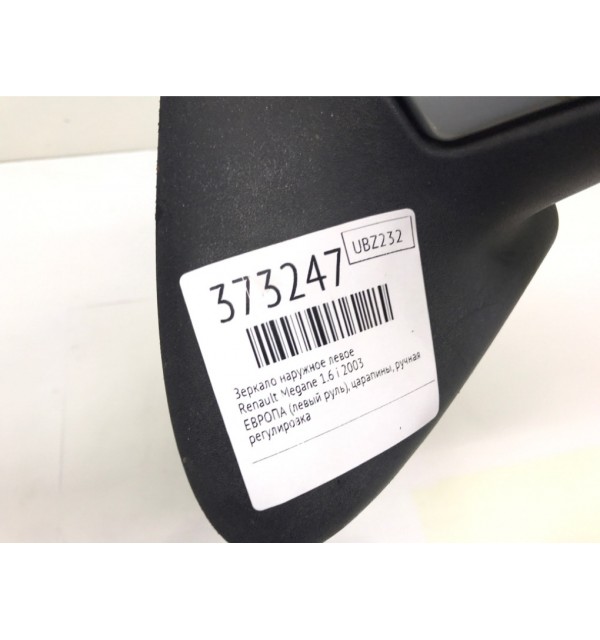 373247 UBZ232
Зеркало наружное левое
Renault Megane 1.6 i 2003
ЕВРОПА (левый руль), царапины, ручная
регулировка